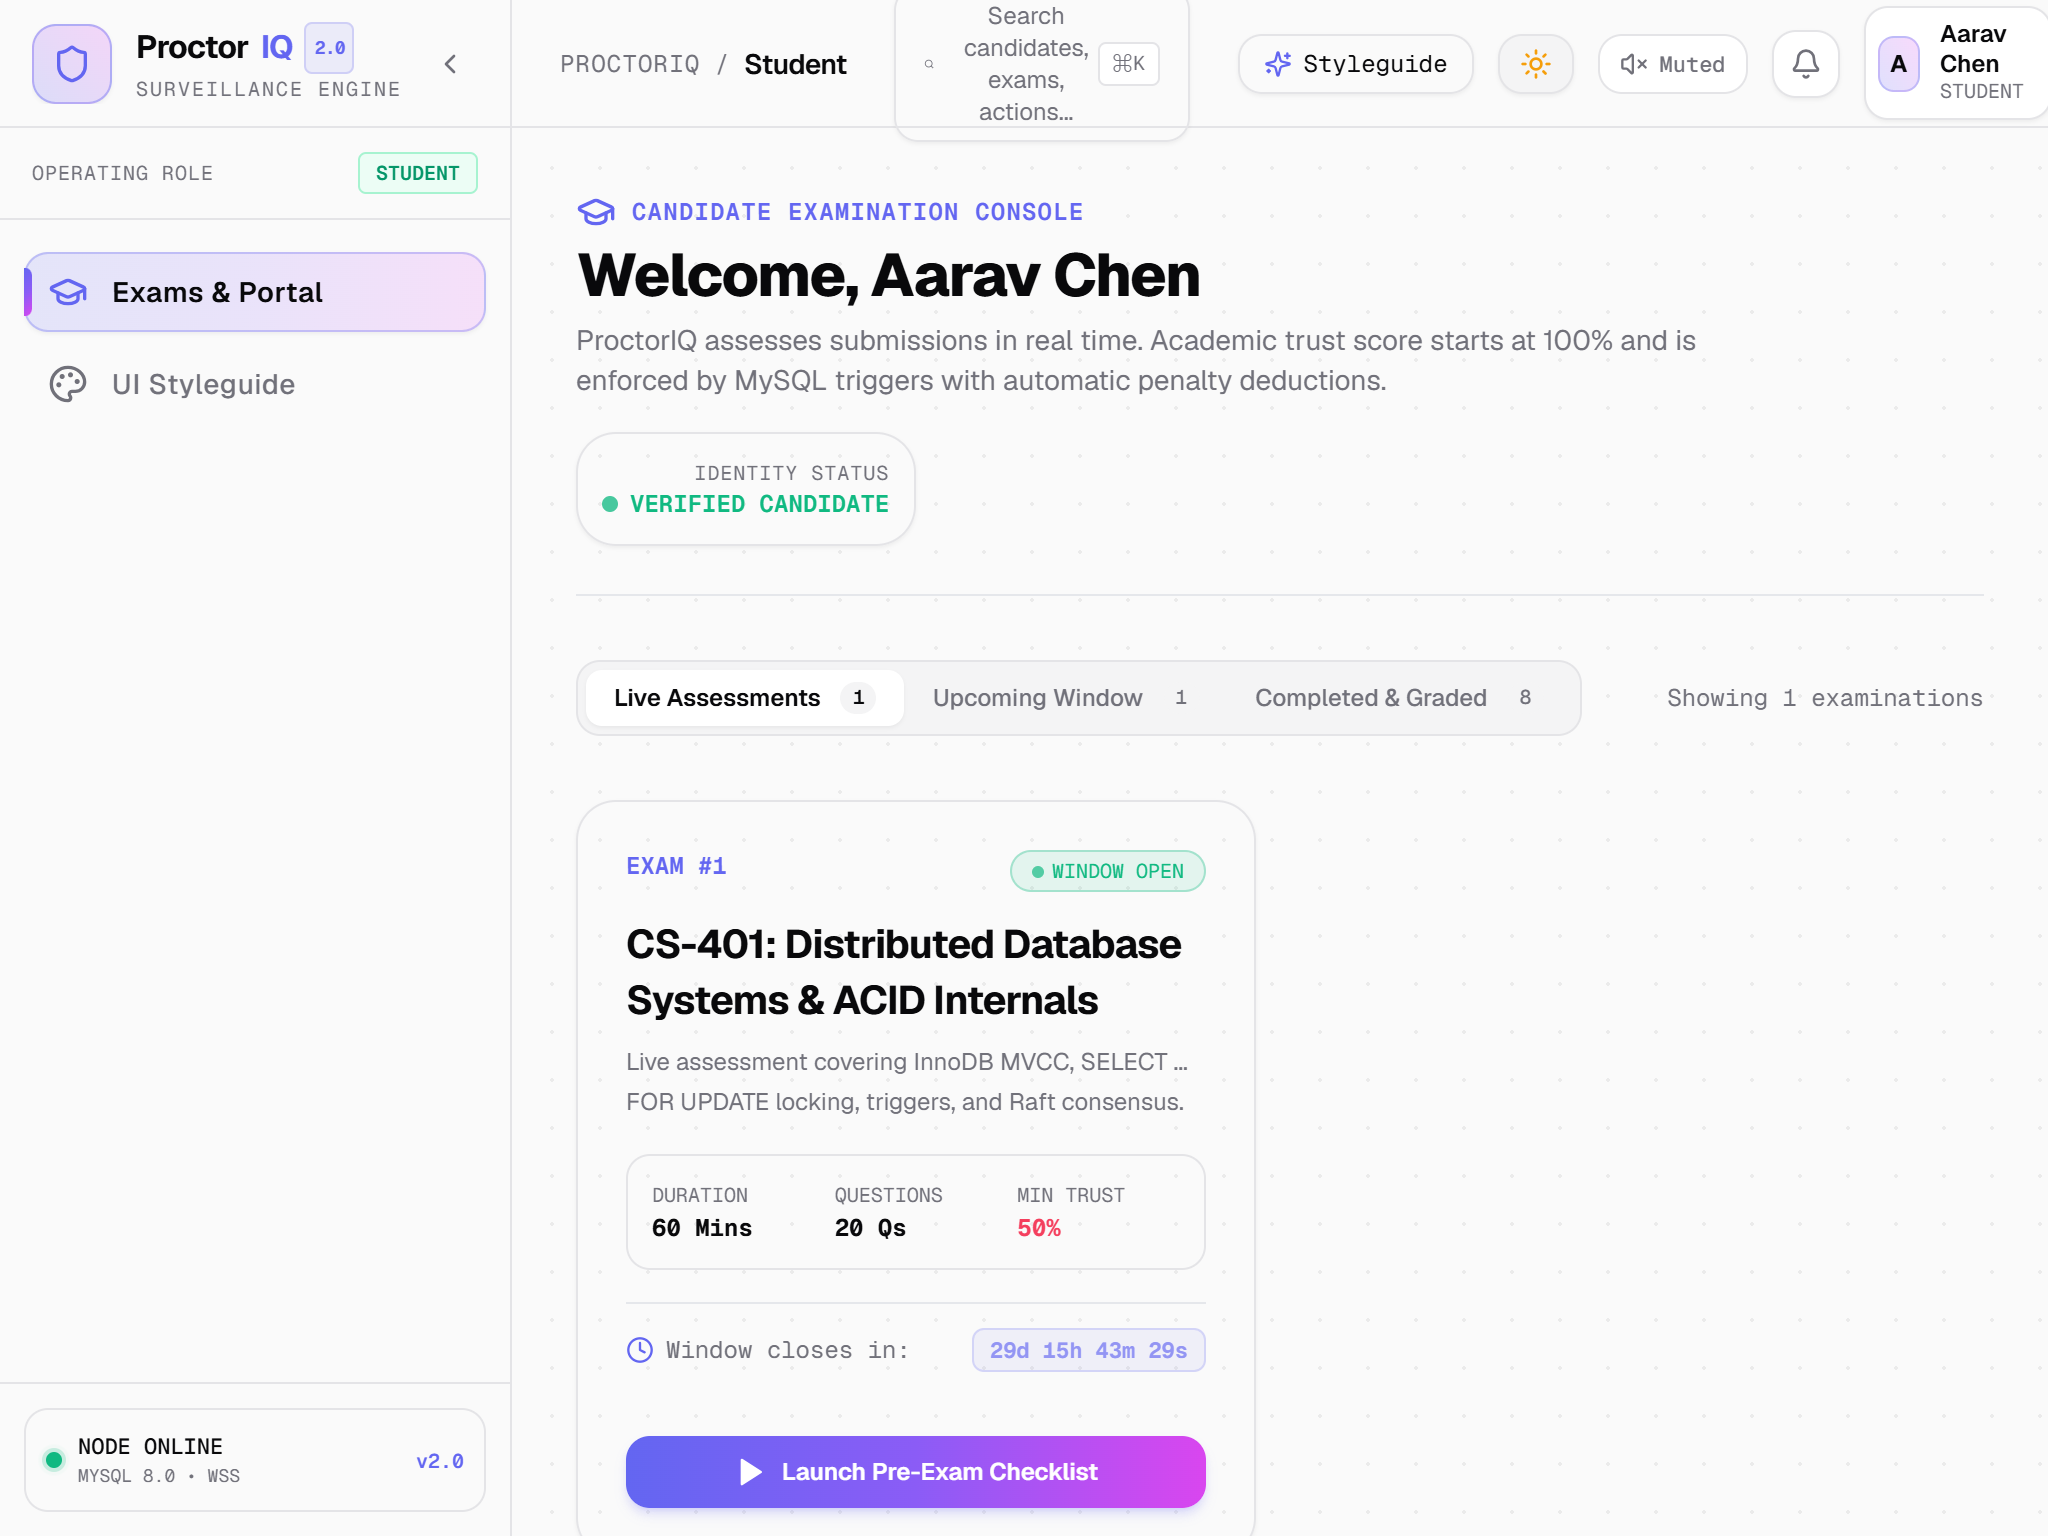 Proctor IQ 2.0
SURVEILLANCE ENGINE
OPERATING ROLE
STUDENT
Exams & Portal
UI Styleguide
NODE ONLINE
MYSQL 8.0 • WSS
v2.0
PROCTORIQ / Student
Search
candidates,
exams,
actions...
⌘K
Styleguide
Muted
A
Aarav
Chen
STUDENT
CANDIDATE EXAMINATION CONSOLE
Welcome, Aarav Chen
ProctorIQ assesses submissions in real time. Academic trust score starts at 100% and is
enforced by MySQL triggers with automatic penalty deductions.
IDENTITY STATUS
VERIFIED CANDIDATE
Live Assessments 1
Upcoming Window 1
Completed & Graded 8
Showing 1 examinations
EXAM #1
WINDOW OPEN
CS-401: Distributed Database
Systems & ACID Internals
Live assessment covering InnoDB MVCC, SELECT ...
FOR UPDATE locking, triggers, and Raft consensus.
DURATION
60 Mins
QUESTIONS
20 Qs
MIN TRUST
50%
Window closes in:
29d 15h 43m 29s
Launch Pre-Exam Checklist